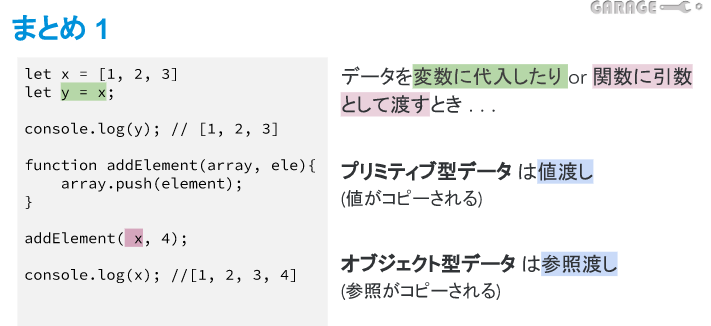 GARAGE
まとめ 1
let x = [1, 2, 3]
let y = x;
console.log(y); // [1, 2, 3]
function addElement(array, ele){
    array.push(element);
}
addElement( x, 4);
console.log(x); //[1, 2, 3, 4]
データを変数に代入したり or 関数に引数
として渡すとき . . .
プリミティブ型データ は値渡し
(値がコピーされる)
オブジェクト型データ は参照渡し
(参照がコピーされる)